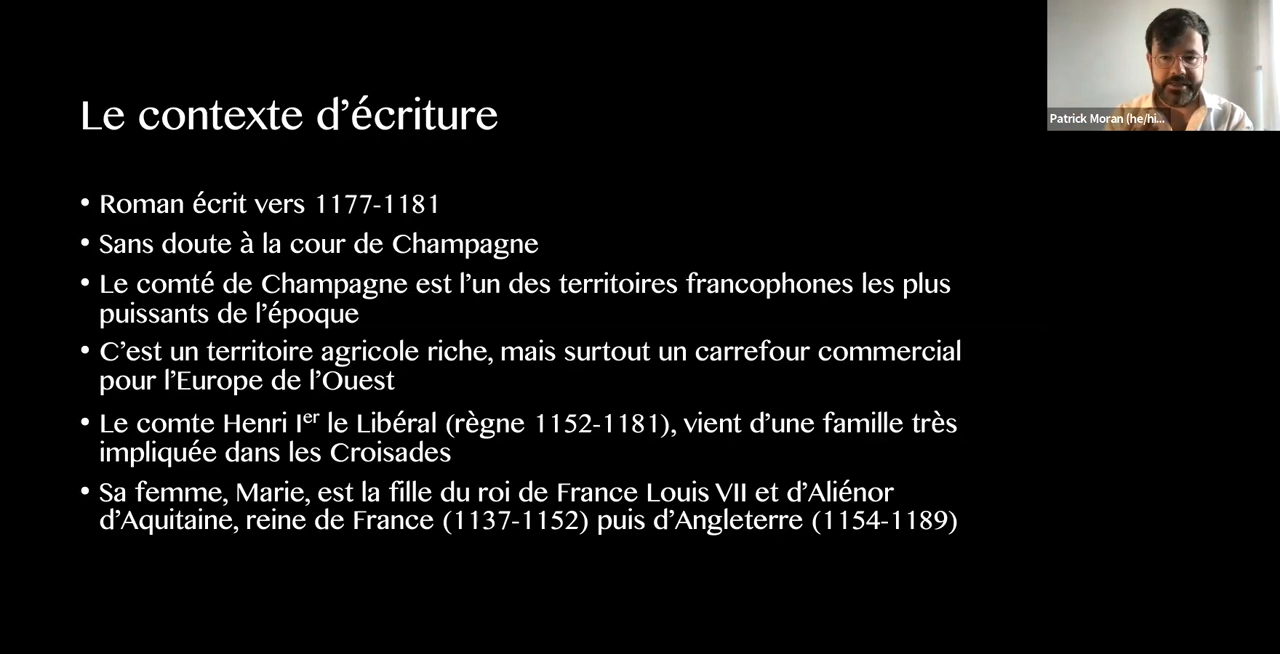 Le contexte d’écriture
Patrick Moran (he/hi...
• Roman écrit vers 1177-1181
• Sans doute à la cour de Champagne
• Le comté de Champagne est l’un des territoires francophones les plus
puissants de l’époque
• C’est un territoire agricole riche, mais surtout un carrefour commercial
pour l’Europe de l’Ouest
• Le comte Henri Ier le Libéral (règne 1152-1181), vient d’une famille très
impliquée dans les Croisades
• Sa femme, Marie, est la fille du roi de France Louis VII et d’Aliénor
d’Aquitaine, reine de France (1137-1152) puis d’Angleterre (1154-1189)